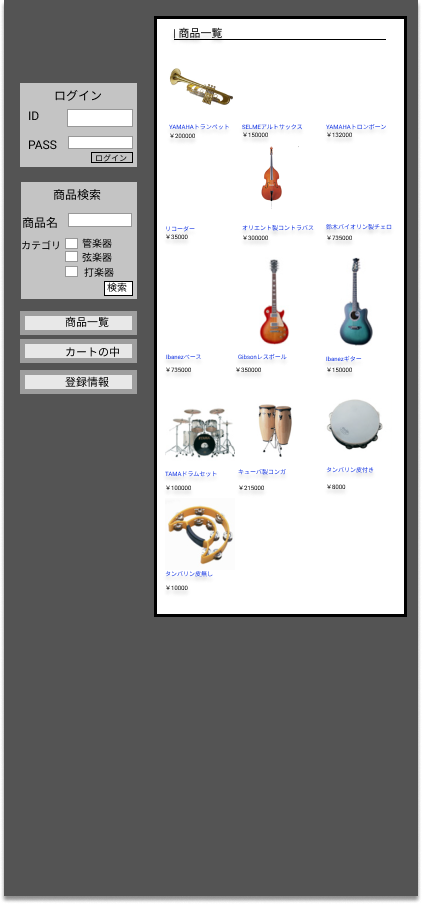 ログイン
ID
PASS
ログイン
商品検索
商品名
カテゴリ
管楽器
弦楽器
打楽器
検索
商品一覧
カートの中
登録情報
商品一覧
YAMAHAトランペット
SELMEアルトサックス
YAMAHAトロンボーン
￥200000
￥150000
￥132000
リコーダー
オリエント製コントラバス
鈴木バイオリン製チェロ
￥35000
￥300000
￥735000
Ibanezベース
Gibsonレスポール
Ibanezギター
￥735000
￥350000
￥150000
TAMAドラムセット
キューバ製コンガ
タンバリン皮付き
￥100000
￥215000
￥8000
タンバリン皮無し
￥10000